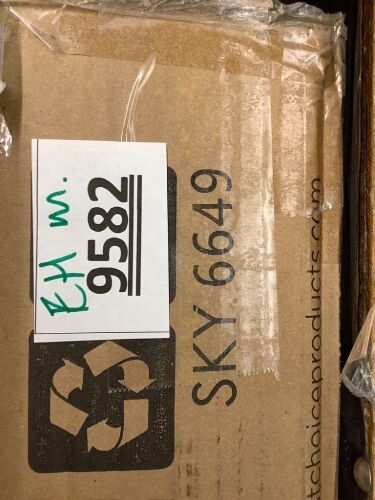 EH m.
9582
SKY 6649
tchoiceproducts.com